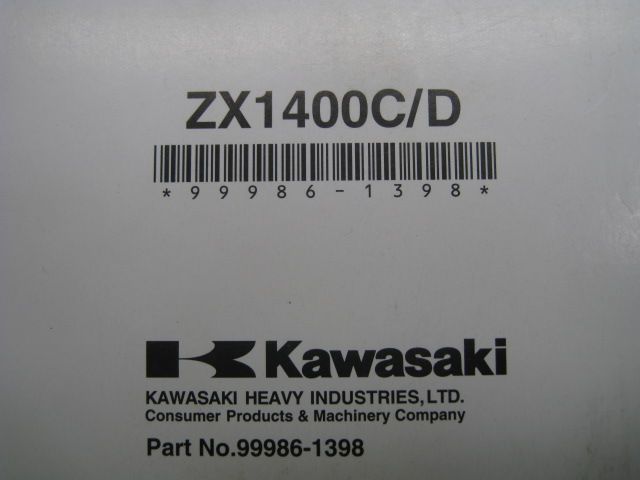 ZX1400C/D
*99986-1398*
Kawasaki
KAWASAKI HEAVY INDUSTRIES,LTD.
Consumer Products & Machinery Company
Part No.99986-1398